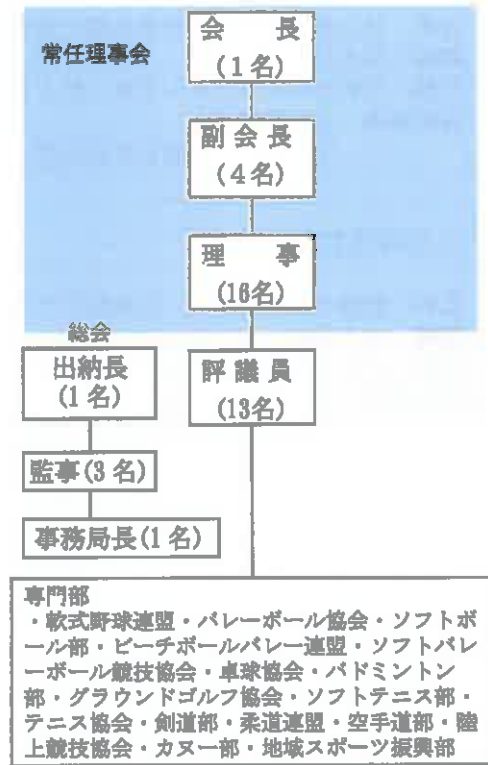 会長
(1名)
常任理事会
副会長
(4名)
理事
(16名)
総会
出納長
(1名)
評議員
(13名)
監事(3名)
事務局長(1名)
専門部
・軟式野球連盟・バレーボール協会・ソフトボ
ール部・ビーチボールバレー連盟・ソフトバレ
ーボール競技協会・卓球協会・バドミントン
部・グラウンドゴルフ協会・ソフトテニス部・
テニス協会・剣道部・柔道連盟・空手道部・陸
上競技協会・カヌー部・地域スポーツ振興部